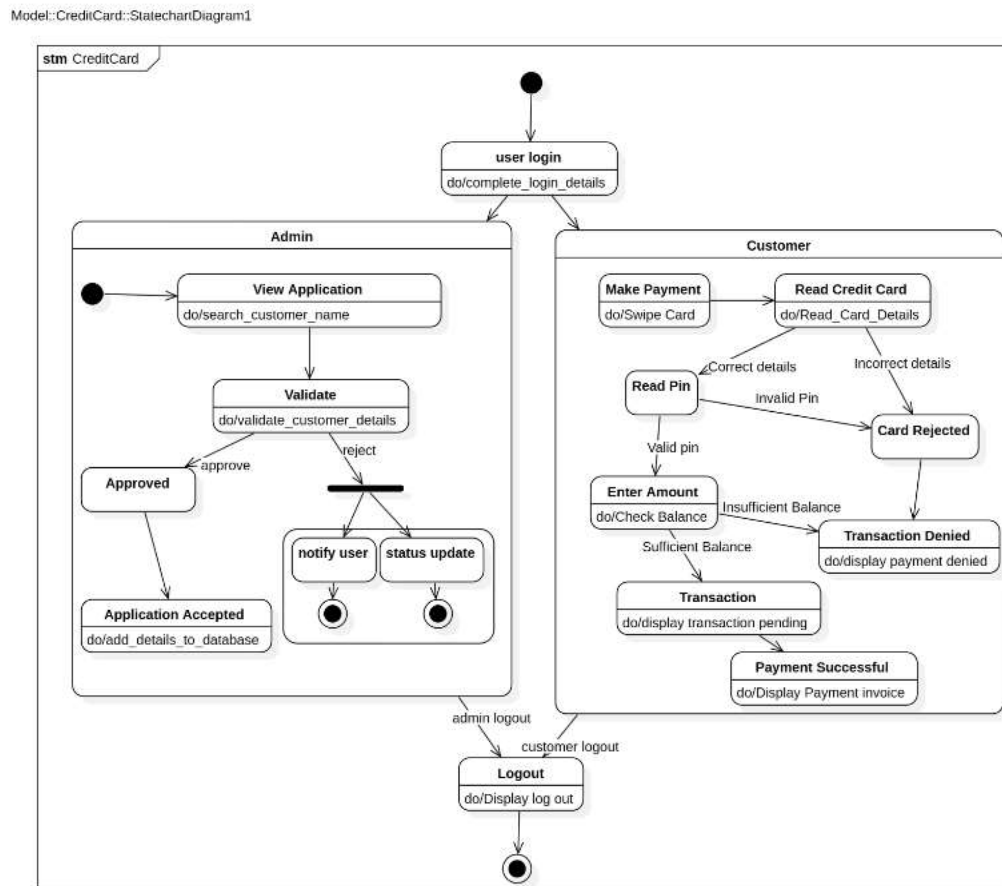 Model::CreditCard::StatechartDiagram1
stm CreditCard
user login
do/complete_login_details
Admin
View Application
do/search_customer_name
Validate
do/validate_customer_details
approve
reject
Approved
notify user
status update
Application Accepted
do/add_details_to_database
Customer
Make Payment
do/Swipe Card
Read Credit Card
do/Read_Card_Details
Correct details
Incorrect details
Read Pin
Invalid Pin
Card Rejected
Valid pin
Enter Amount
do/Check Balance
Insufficient Balance
Transaction Denied
do/display payment denied
Sufficient Balance
Transaction
do/display transaction pending
Payment Successful
do/Display Payment invoice
admin logout
customer logout
Logout
do/Display log out